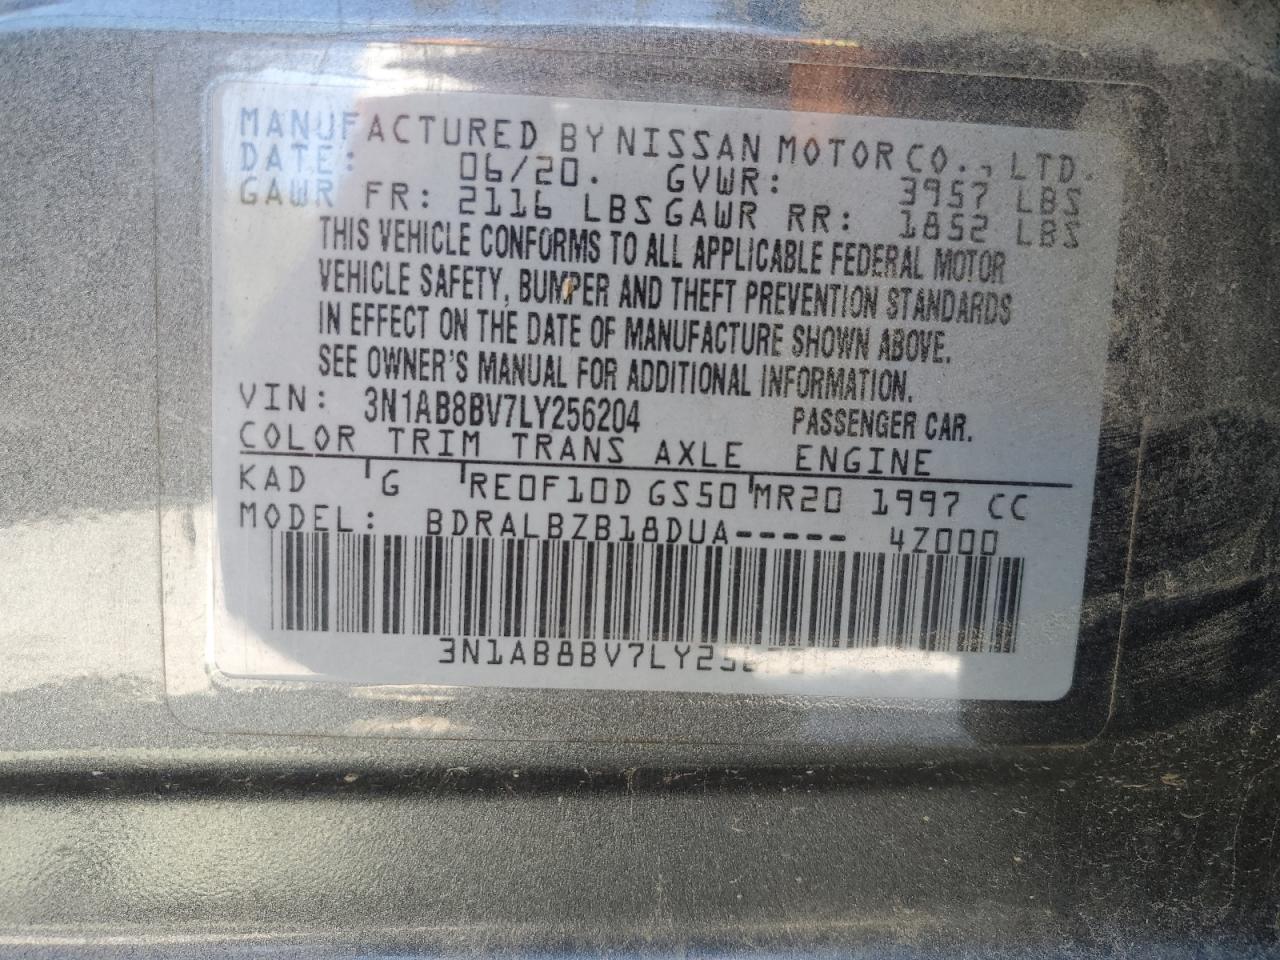 MANUFACTURED BY NISSAN MOTOR CO., LTD.
DATE: 06/20. GVWR: 3957 LBS
GAWR FR: 2116 LBS GAWR RR: 1852 LBS
THIS VEHICLE CONFORMS TO ALL APPLICABLE FEDERAL MOTOR
VEHICLE SAFETY, BUMPER AND THEFT PREVENTION STANDARDS
IN EFFECT ON THE DATE OF MANUFACTURE SHOWN ABOVE.
SEE OWNER'S MANUAL FOR ADDITIONAL INFORMATION.
VIN: 3N1AB8BV7LY256204 PASSENGER CAR.
COLOR TRIM TRANS AXLE ENGINE
KAD G RE0F10D GS50 MR20 1997 CC
MODEL: BDRALBZB18DUA----- 4Z000